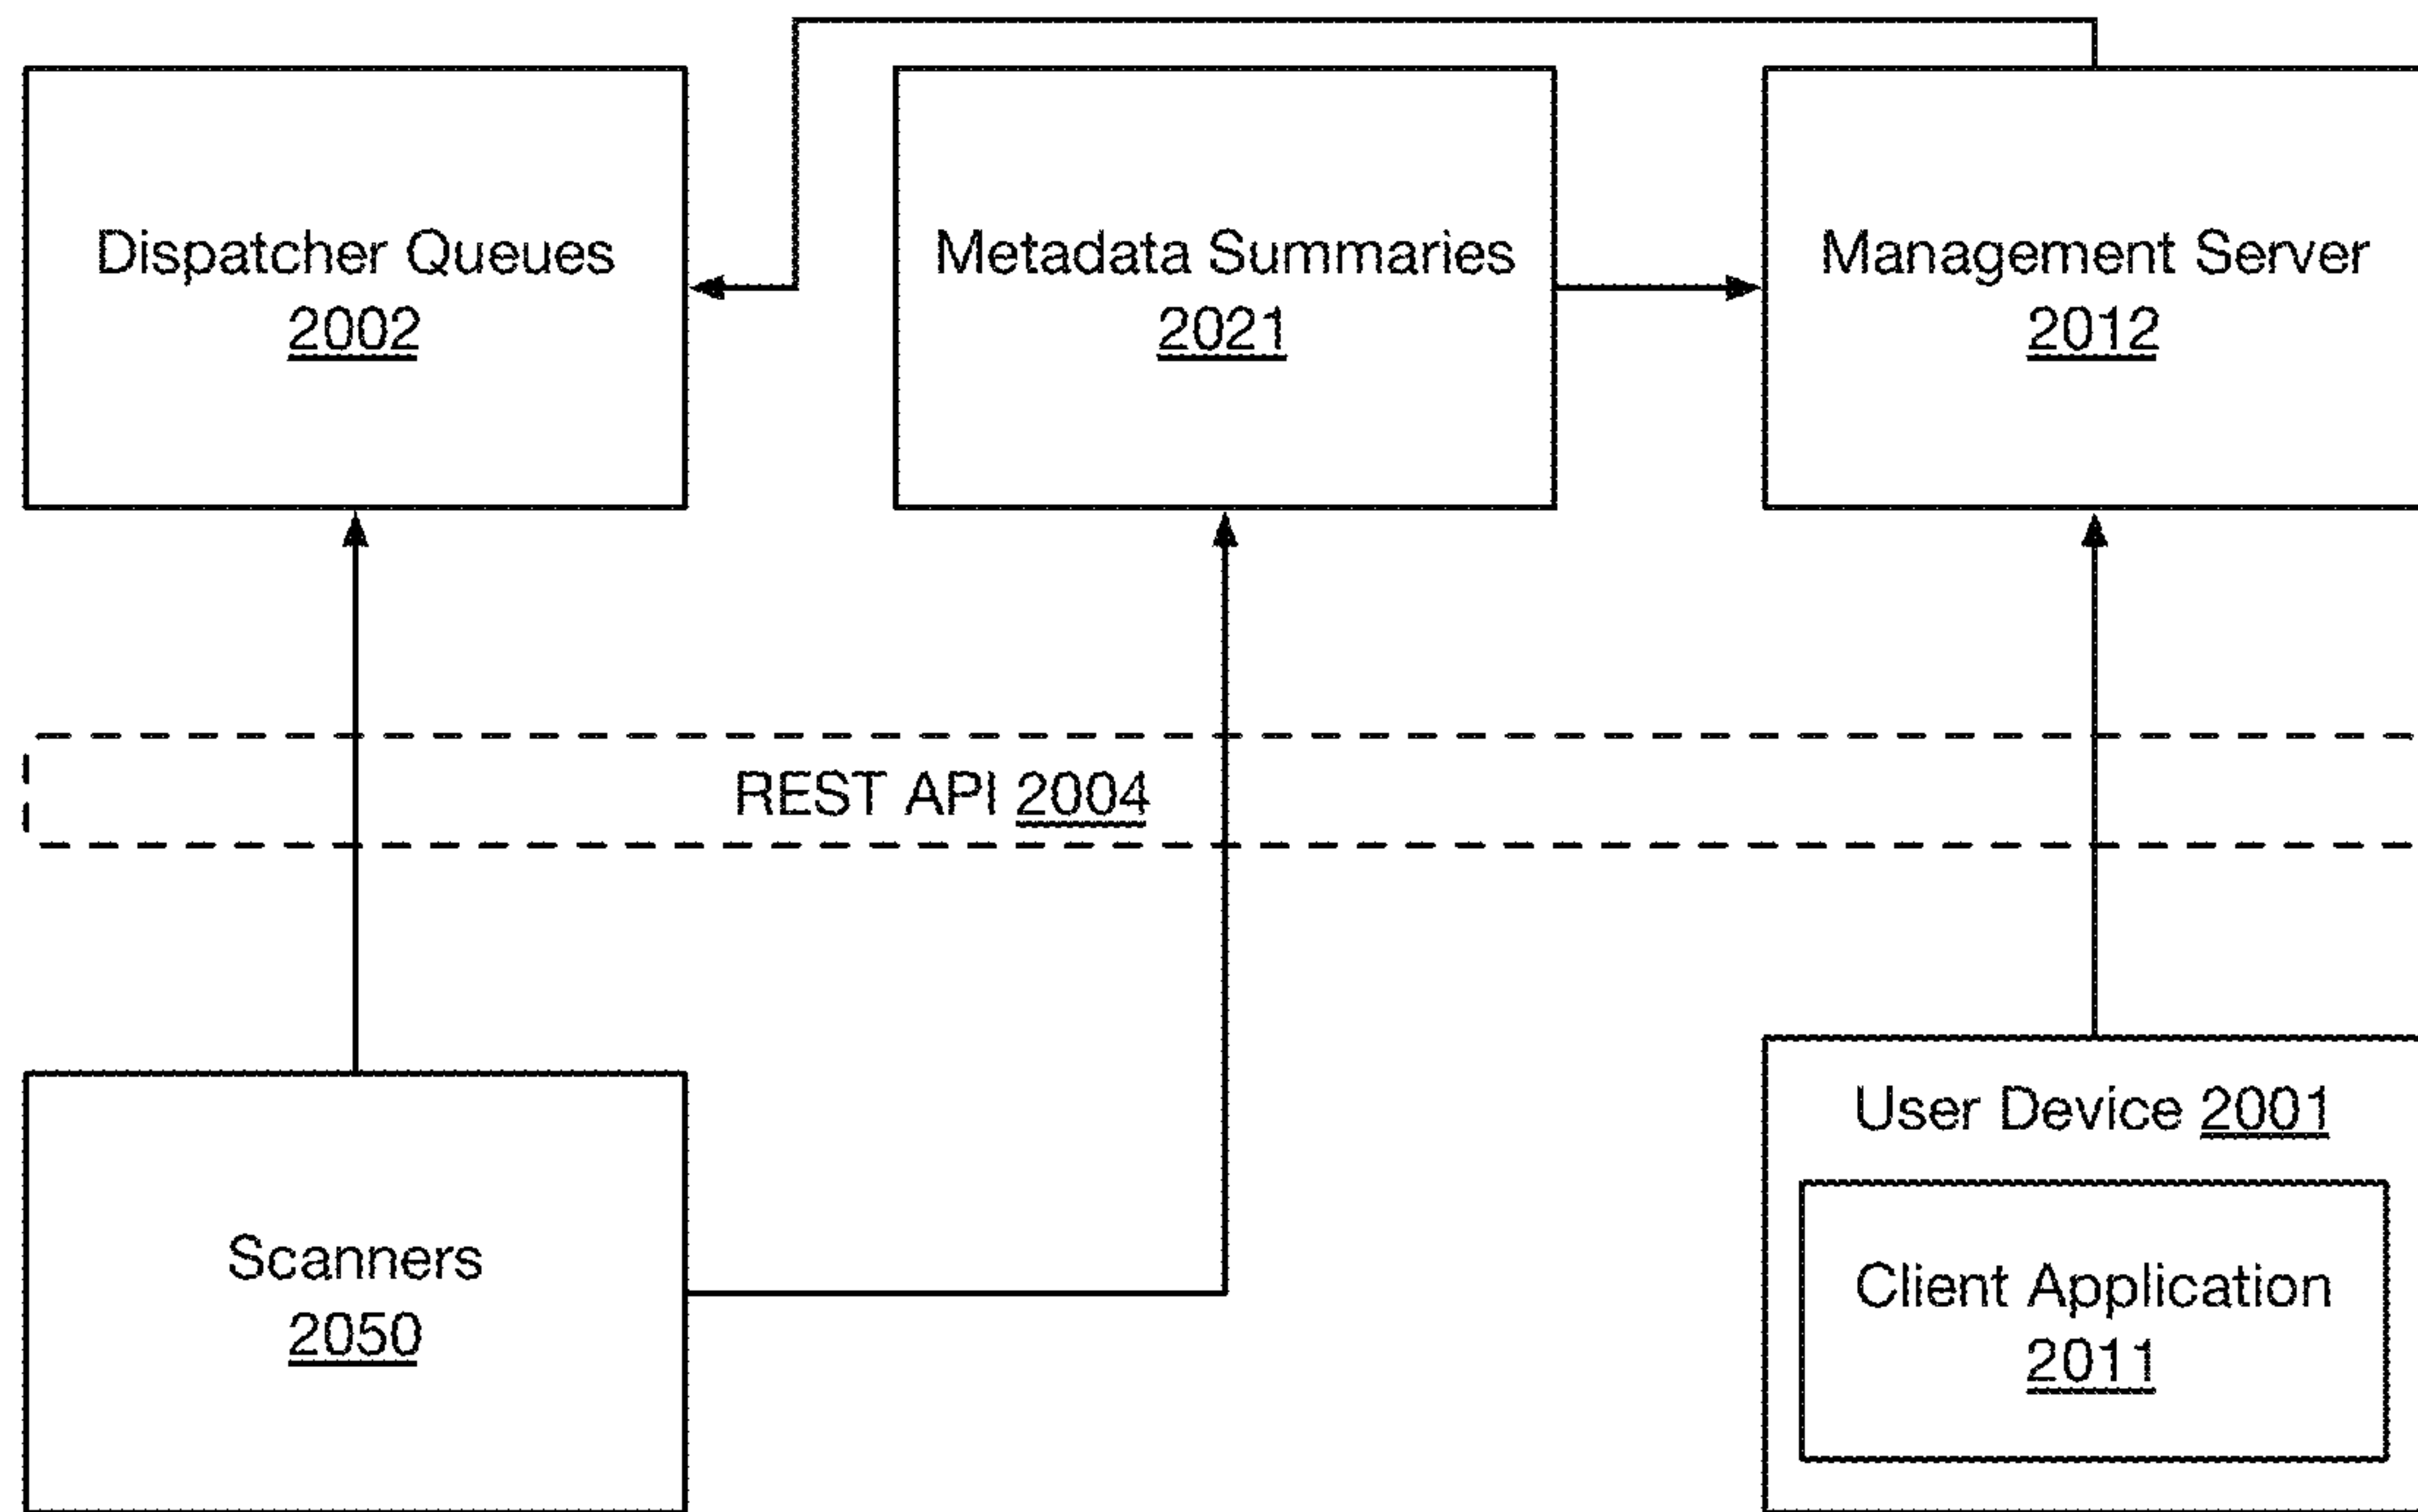 Dispatcher Queues
2002
Metadata Summaries
2021
Management Server
2012
REST API 2004
Scanners
2050
User Device 2001
Client Application
2011